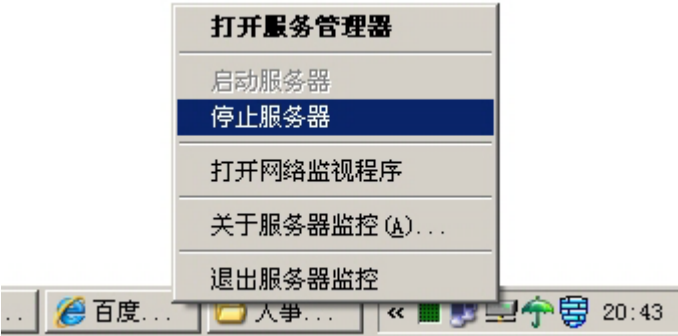 打开服务管理器
启动服务器
停止服务器
打开网络监视程序
关于服务器监控(A)...
退出服务器监控
..
百度...
« 20:43